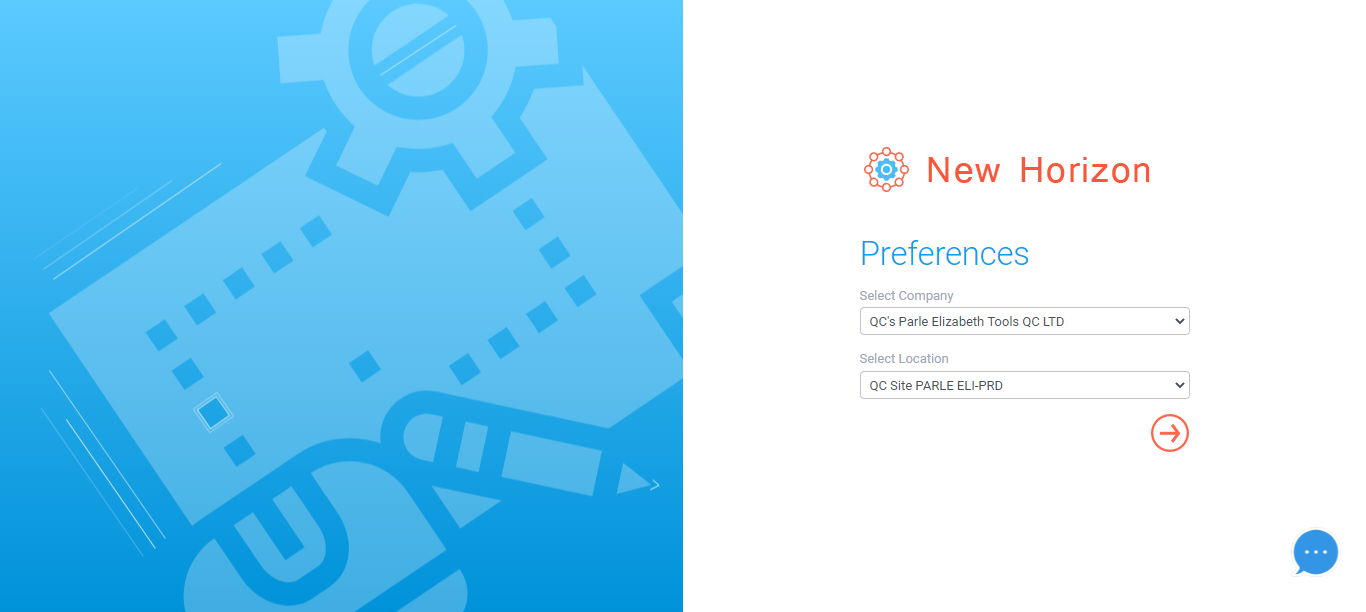 New Horizon
Preferences
Select Company
QC's Parle Elizabeth Tools QC LTD
Select Location
QC Site PARLE ELI-PRD